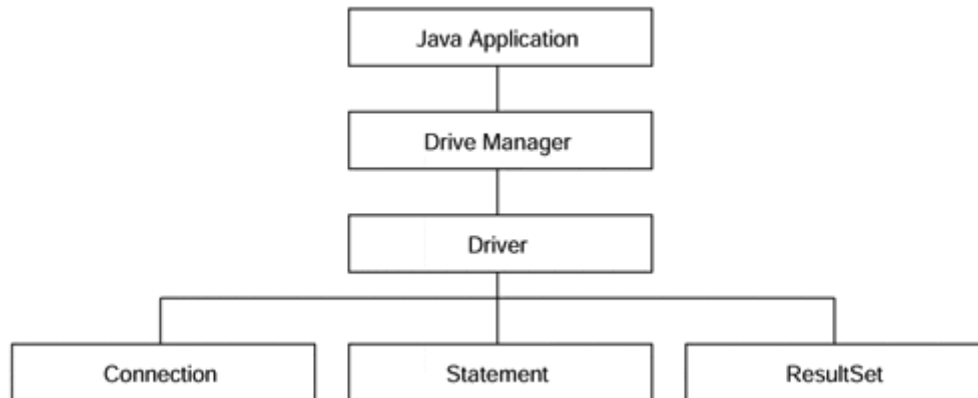 Java Application
Drive Manager
Driver
Connection
Statement
ResultSet